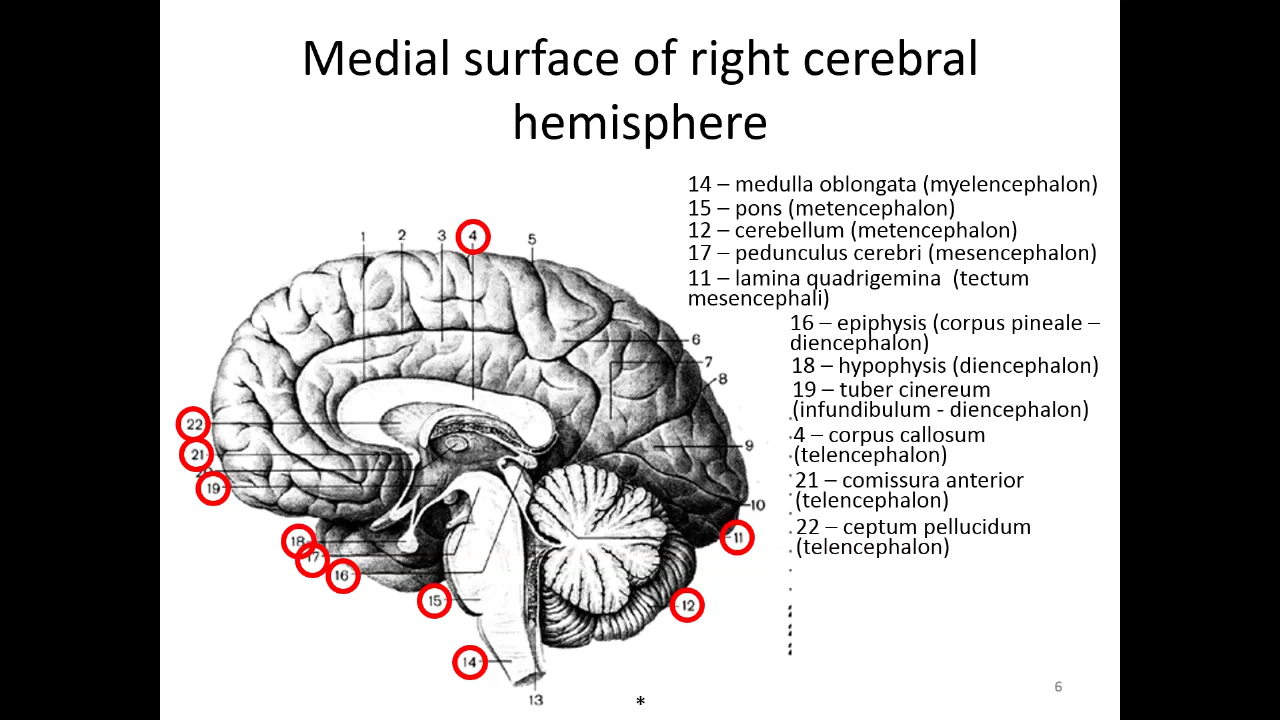 Medial surface of right cerebral
hemisphere
14 – medulla oblongata (myelencephalon)
15 – pons (metencephalon)
12 – cerebellum (metencephalon)
17 – pedunculus cerebri (mesencephalon)
11 – lamina quadrigemina (tectum
mesencephali)
16 – epiphysis (corpus pineale –
diencephalon)
18 – hypophysis (diencephalon)
19 – tuber cinereum
(infundibulum - diencephalon)
4 – corpus callosum
(telencephalon)
21 – comissura anterior
(telencephalon)
22 – ceptum pellucidum
(telencephalon)
1 2 3 4 5
6
7
8
9
10
11
12
13
14
15
16
17
18
19
20
21
22
*
6